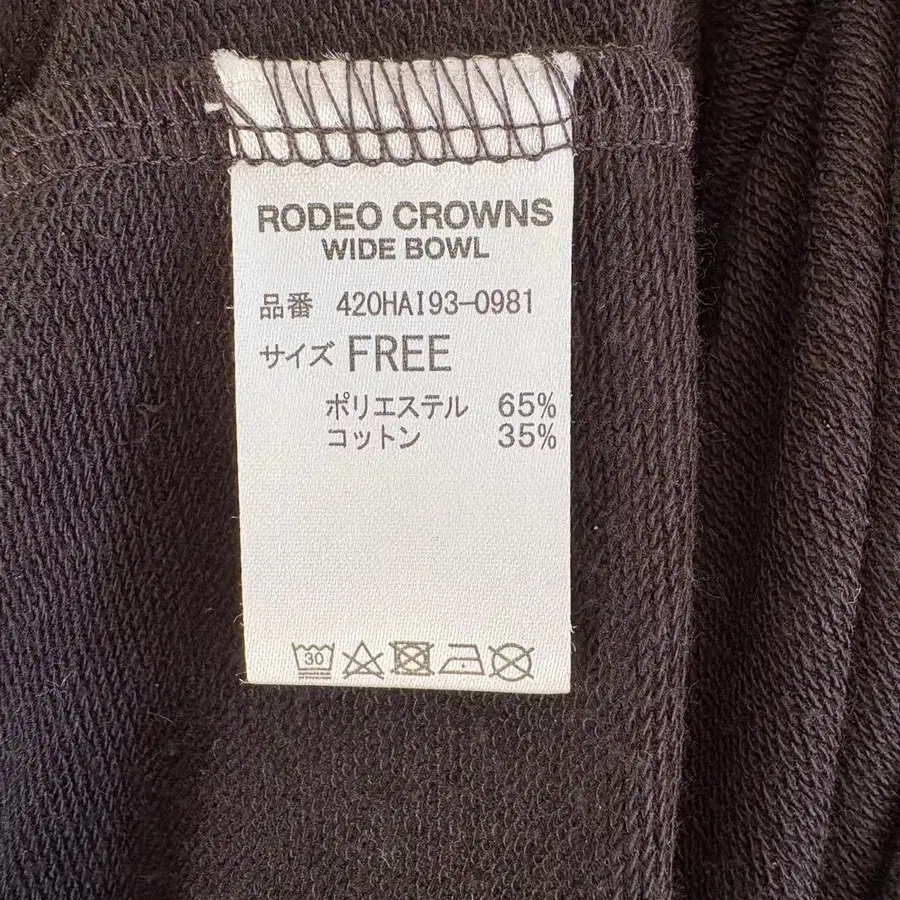 RODEO CROWNS
WIDE BOWL
品番 420HAI93-0981
サイズ FREE
ポリエステル 65%
コットン 35%
30